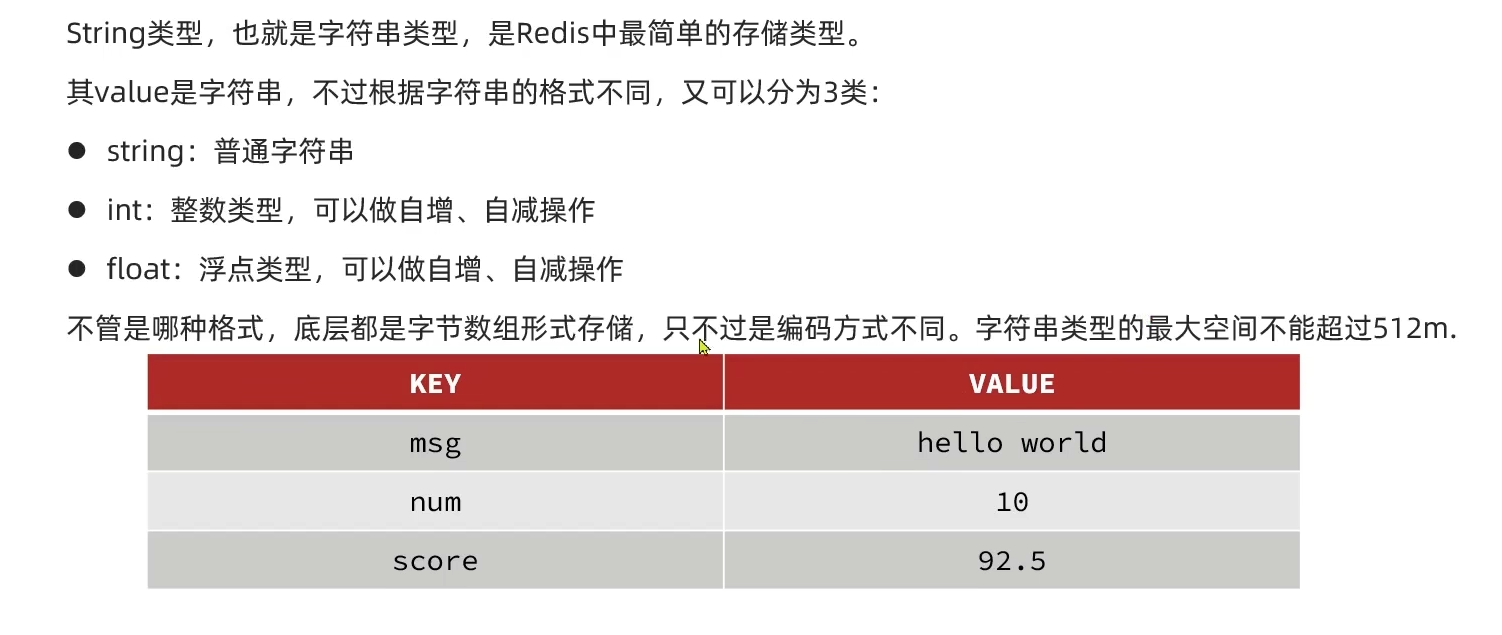 String类型，也就是字符串类型，是Redis中最简单的存储类型。
其value是字符串，不过根据字符串的格式不同，又可以分为3类：
● string：普通字符串
● int：整数类型，可以做自增、自减操作
● float：浮点类型，可以做自增、自减操作
不管是哪种格式，底层都是字节数组形式存储，只不过是编码方式不同。字符串类型的最大空间不能超过512m.
KEY VALUE
msg hello world
num 10
score 92.5